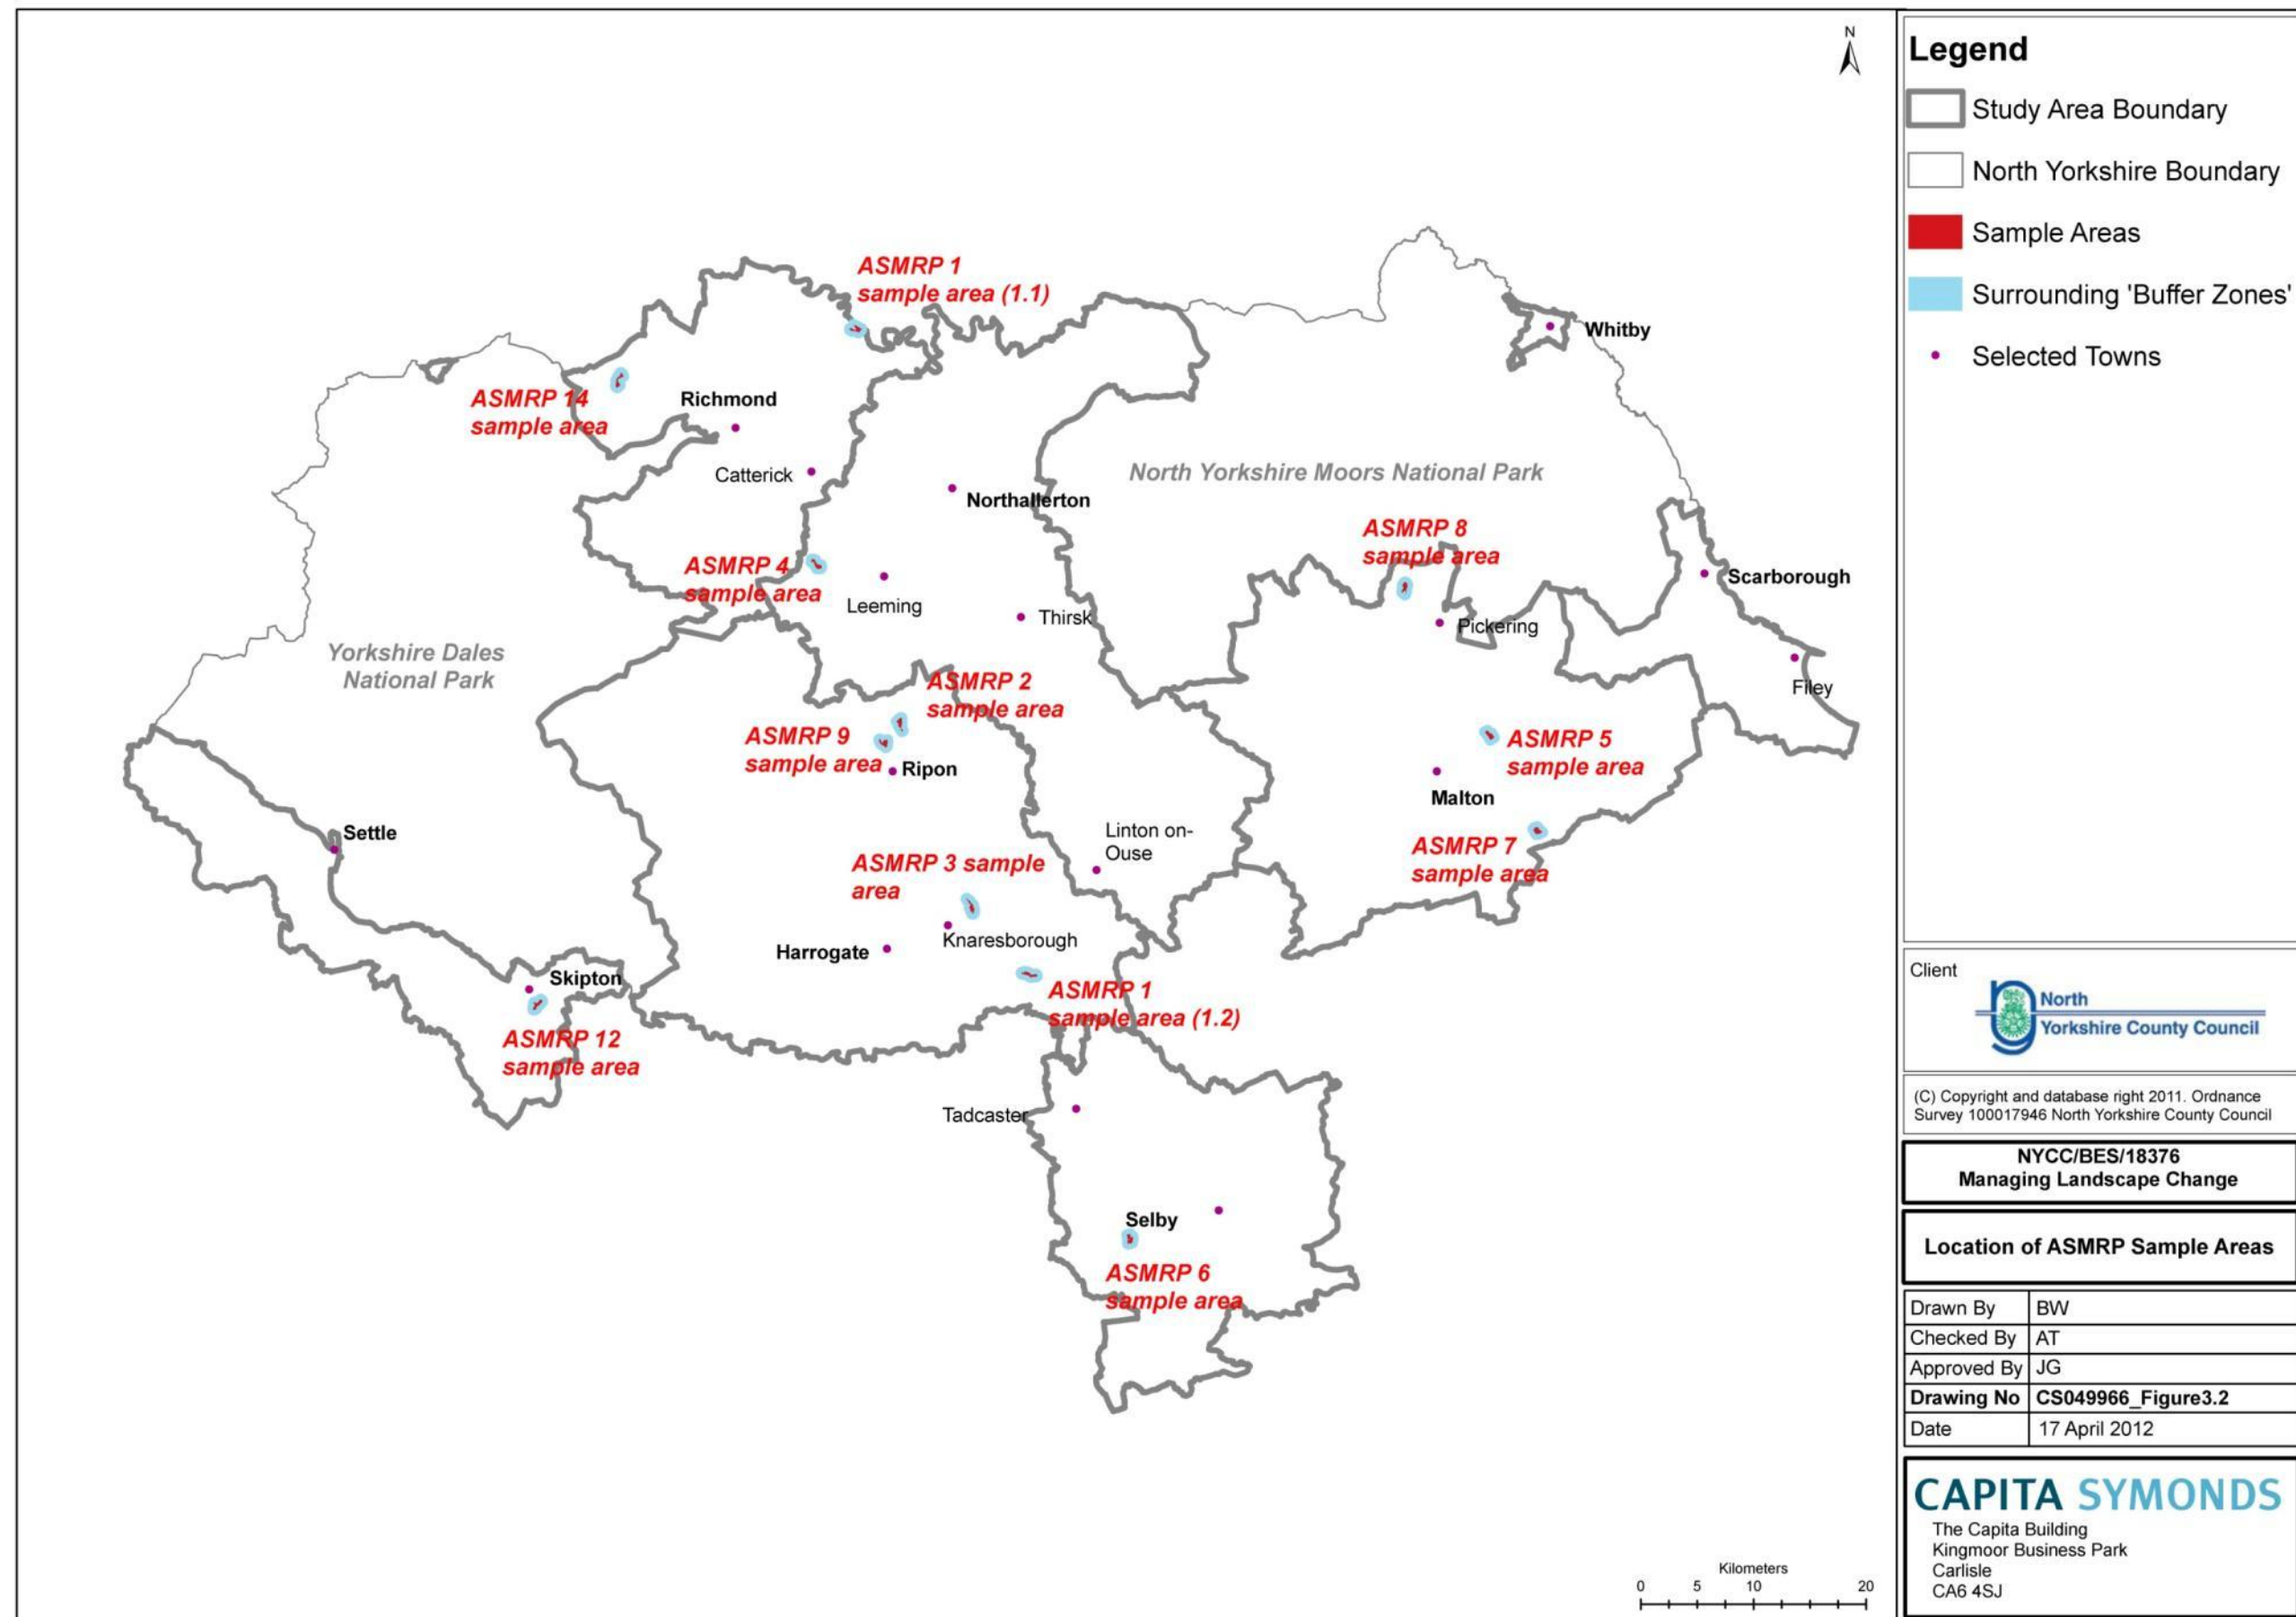 N
ASMRP 1
sample area (1.1)
Whitby
ASMRP 14
sample area
Richmond
Catterick
North Yorkshire Moors National Park
Northallerton
ASMRP 8
sample area
ASMRP 4
sample area
Leeming
Scarborough
Thirsk
Pickering
Yorkshire Dales
National Park
ASMRP 2
sample area
Filey
ASMRP 9
sample area
Ripon
ASMRP 5
sample area
Malton
Settle
Linton on-
Ouse
ASMRP 7
sample area
ASMRP 3 sample
area
Knaresborough
Harrogate
Skipton
ASMRP 1
sample area (1.2)
ASMRP 12
sample area
Tadcaster
Selby
ASMRP 6
sample area
Kilometers
0 5 10 20
Legend
Study Area Boundary
North Yorkshire Boundary
Sample Areas
Surrounding 'Buffer Zones'
Selected Towns
Client
North
Yorkshire County Council
(C) Copyright and database right 2011. Ordnance
Survey 100017946 North Yorkshire County Council
NYCC/BES/18376
Managing Landscape Change
Location of ASMRP Sample Areas
Drawn By BW
Checked By AT
Approved By JG
Drawing No CS049966_Figure3.2
Date 17 April 2012
CAPITA SYMONDS
The Capita Building
Kingmoor Business Park
Carlisle
CA6 4SJ